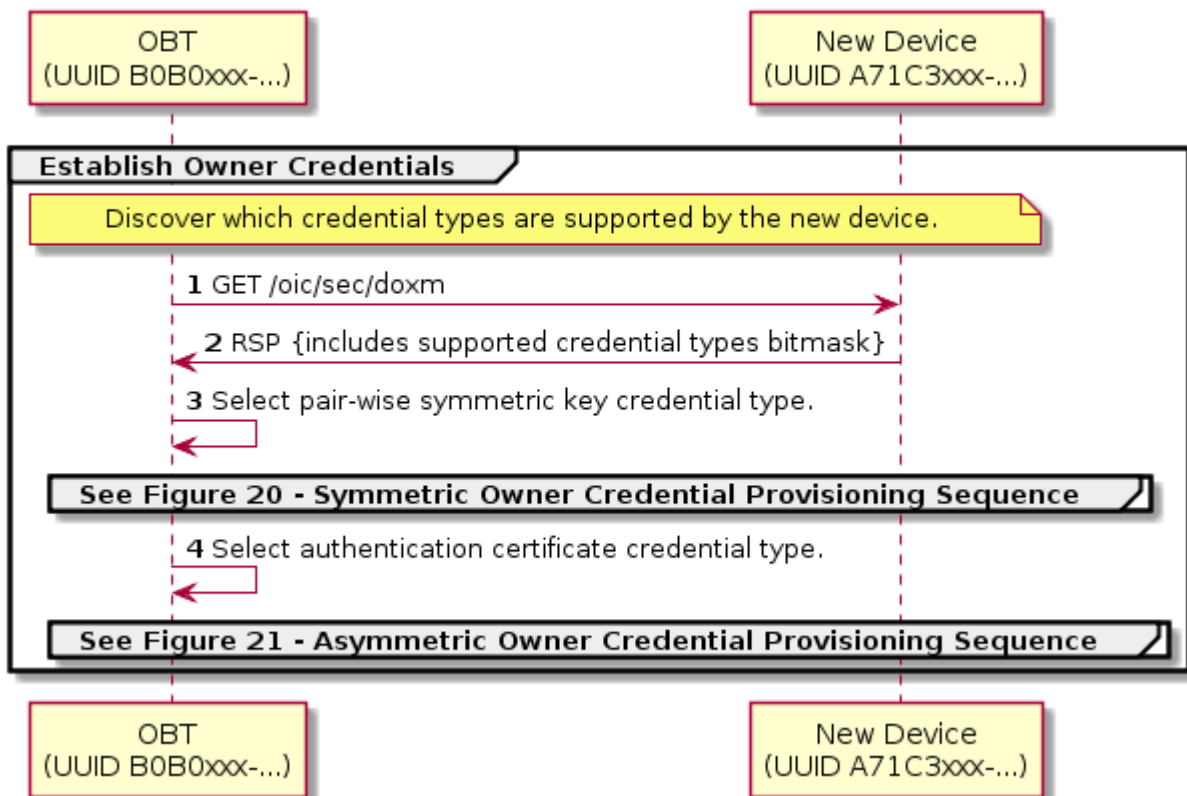 OBT
(UUID B0B0xxx-...)
New Device
(UUID A71C3xxx-...)
Establish Owner Credentials
Discover which credential types are supported by the new device.
1 GET /oic/sec/doxm
2 RSP {includes supported credential types bitmask}
3 Select pair-wise symmetric key credential type.
See Figure 20 - Symmetric Owner Credential Provisioning Sequence
4 Select authentication certificate credential type.
See Figure 21 - Asymmetric Owner Credential Provisioning Sequence
OBT
(UUID B0B0xxx-...)
New Device
(UUID A71C3xxx-...)